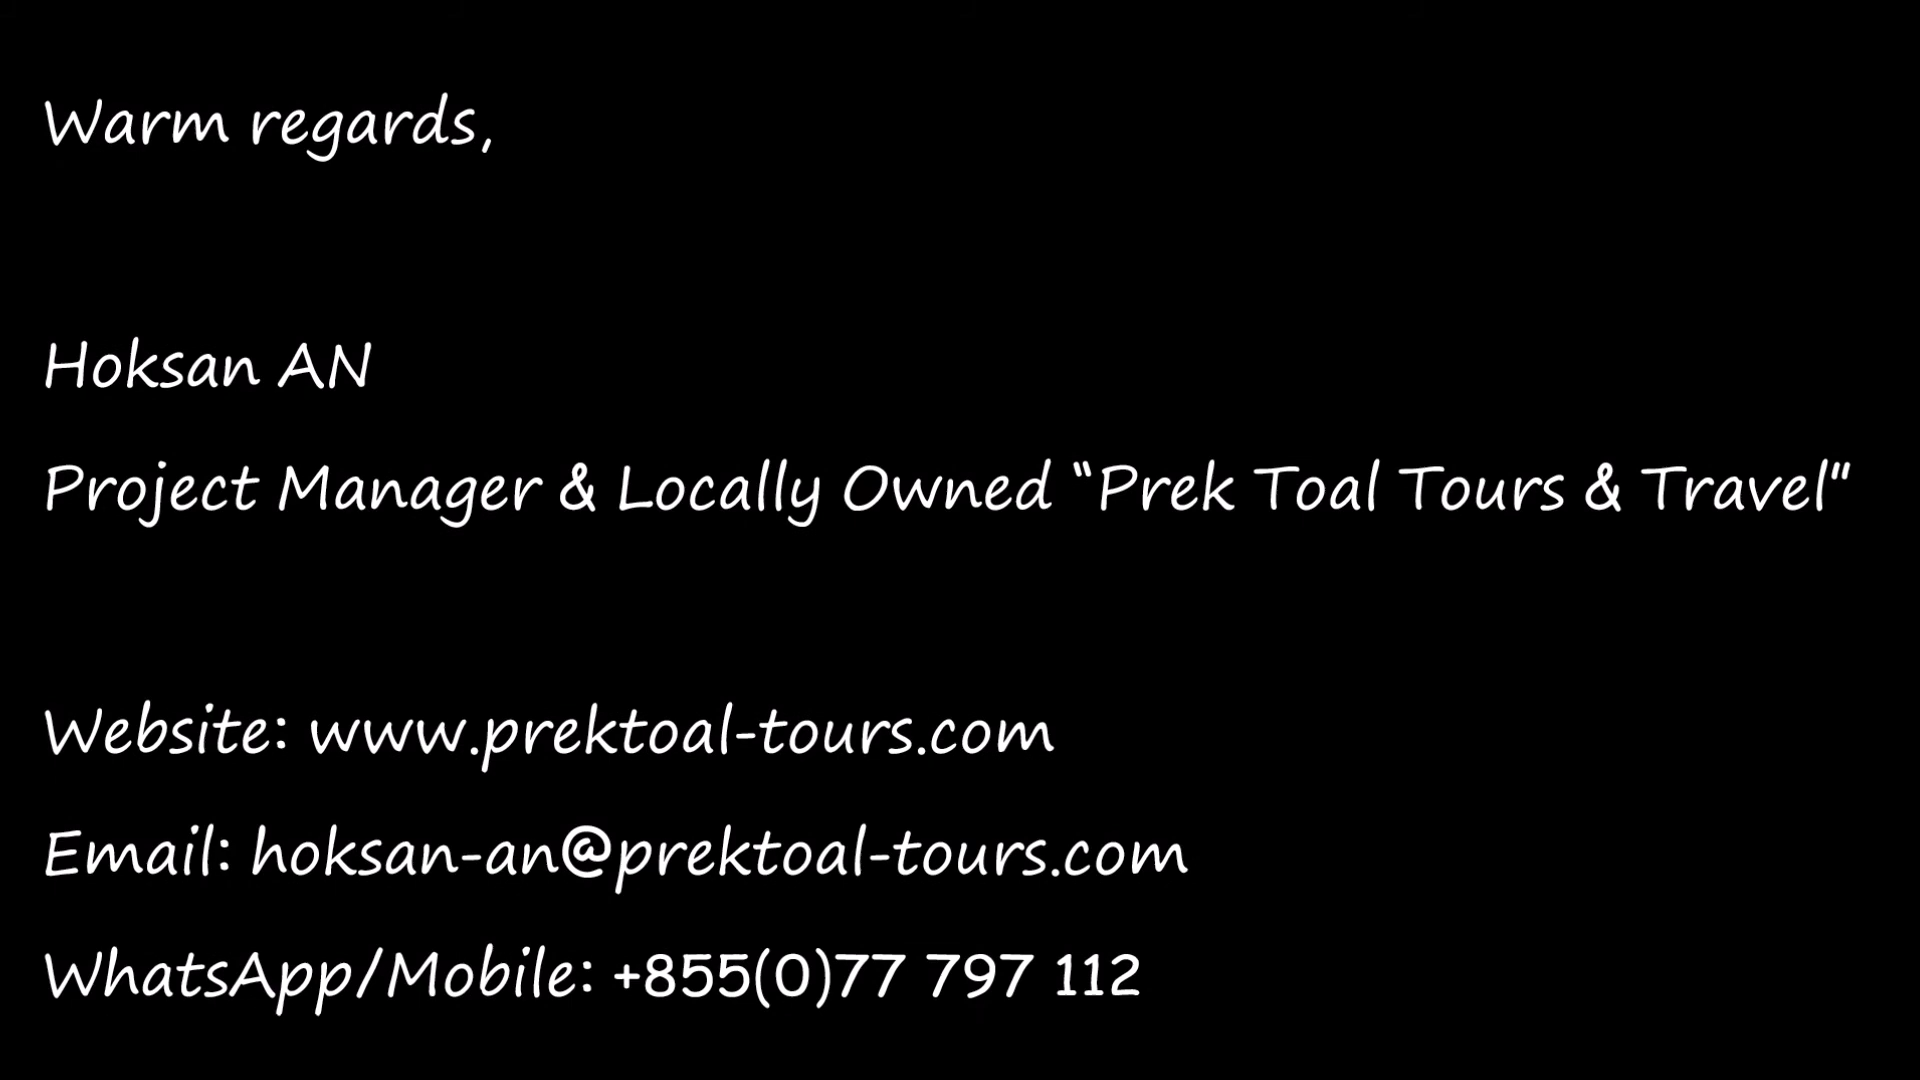 Warm regards,
Hoksan AN
Project Manager & Locally Owned "Prek Toal Tours & Travel"
Website: www.prektoal-tours.com
Email: hoksan-an@prektoal-tours.com
WhatsApp/Mobile: +855(0)77 797 112